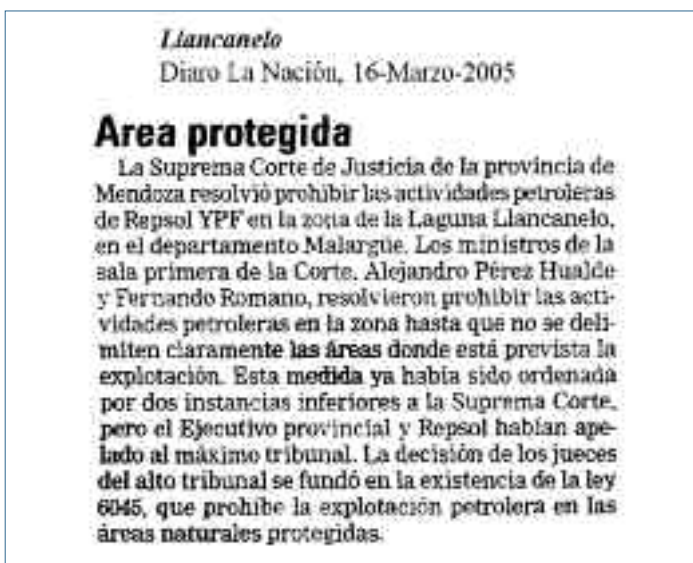 Llancanelo
Diaro La Nación, 16-Marzo-2005
Area protegida
La Suprema Corte de Justicia de la provincia de
Mendoza resolvió prohibir las actividades petroleras
de Repsol YPF en la zona de la Laguna Llancanelo,
en el departamento Malargüe. Los ministros de la
sala primera de la Corte, Alejandro Pérez Hualde
y Fernando Romano, resolvieron prohibir las acti-
vidades petroleras en la zona hasta que no se deli-
miten claramente las áreas donde está prevista la
explotación. Esta medida ya había sido ordenada
por dos instancias inferiores a la Suprema Corte,
pero el Ejecutivo provincial y Repsol habían ape-
lado al máximo tribunal. La decisión de los jueces
del alto tribunal se fundó en la existencia de la ley
6045, que prohíbe la explotación petrolera en las
áreas naturales protegidas.